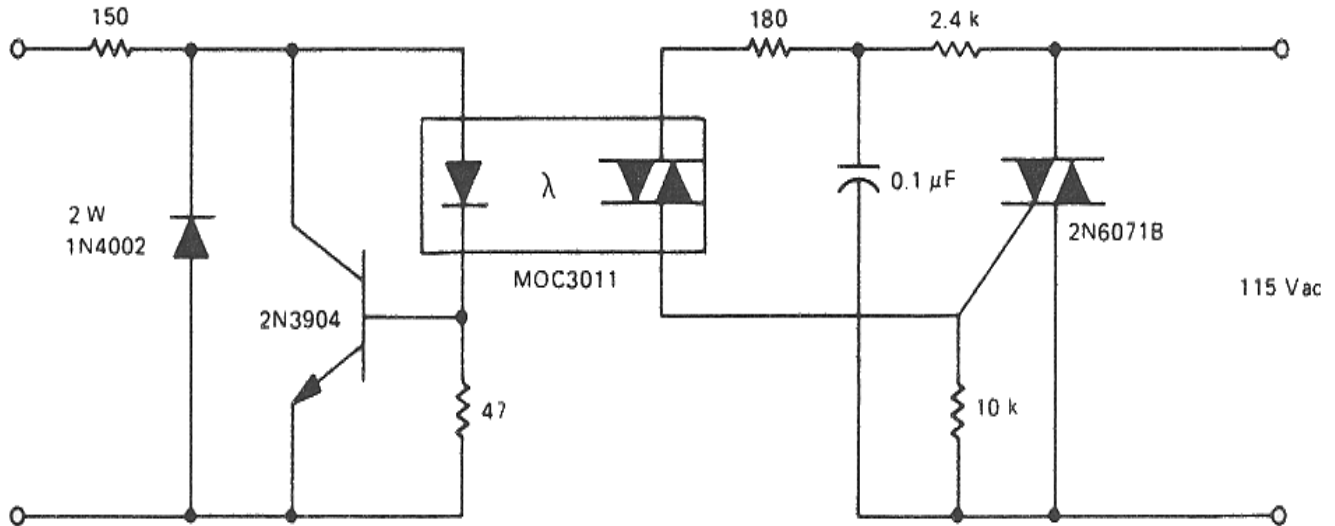 150
180
2.4 k
λ
0.1 µF
2 W
1N4002
2N6071B
MOC3011
115 Vac
2N3904
47
10 k